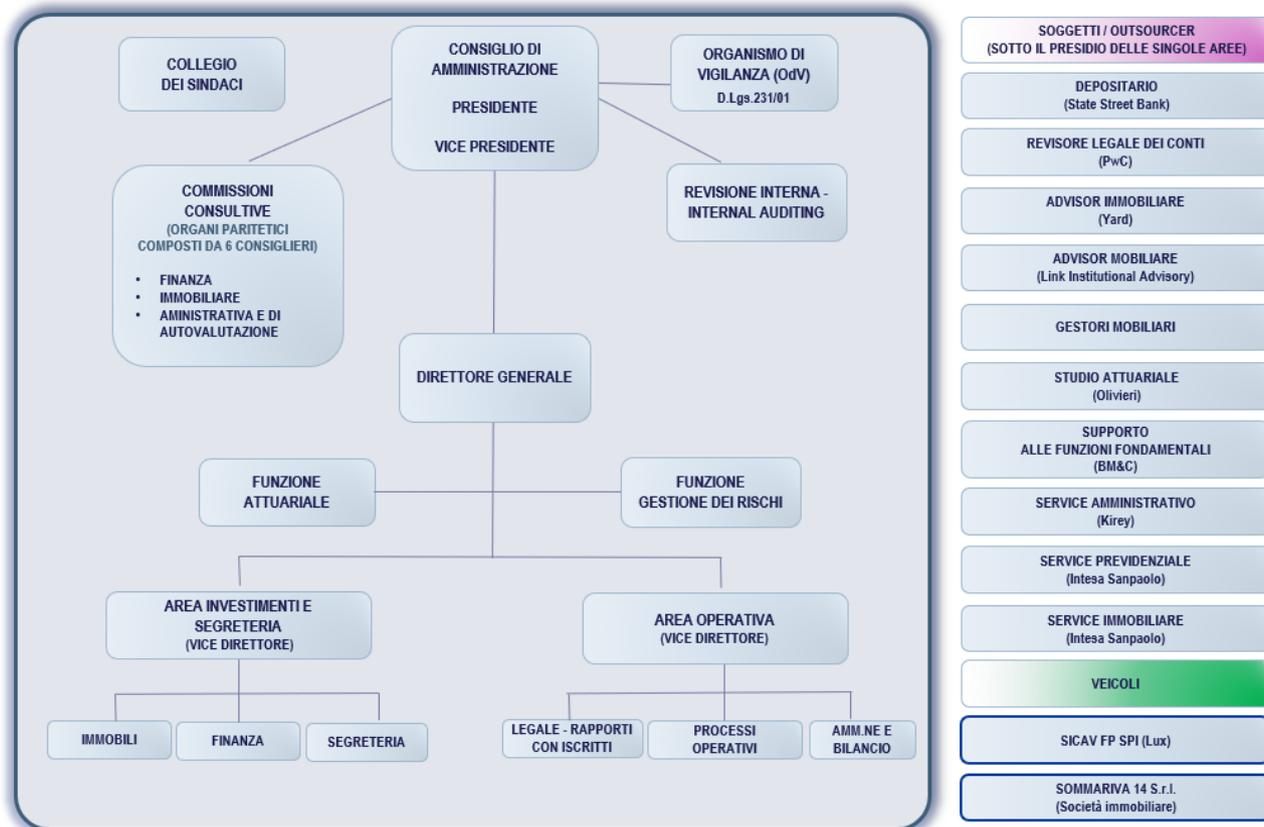 COLLEGIO
DEI SINDACI
CONSIGLIO DI
AMMINISTRAZIONE
PRESIDENTE
VICE PRESIDENTE
ORGANISMO DI
VIGILANZA (OdV)
D.Lgs.231/01
COMMISSIONI
CONSULTIVE
(ORGANI PARITETICI
COMPOSTI DA 6 CONSIGLIERI)
• FINANZA
• IMMOBILIARE
• AMINISTRATIVA E DI
AUTOVALUTAZIONE
REVISIONE INTERNA -
INTERNAL AUDITING
DIRETTORE GENERALE
FUNZIONE
ATTUARIALE
FUNZIONE
GESTIONE DEI RISCHI
AREA INVESTIMENTI E
SEGRETERIA
(VICE DIRETTORE)
AREA OPERATIVA
(VICE DIRETTORE)
IMMOBILI
FINANZA
SEGRETERIA
LEGALE - RAPPORTI
CON ISCRITTI
PROCESSI
OPERATIVI
AMM.NE E
BILANCIO
SOGGETTI / OUTSOURCER
(SOTTO IL PRESIDIO DELLE SINGOLE AREE)
DEPOSITARIO
(State Street Bank)
REVISORE LEGALE DEI CONTI
(PwC)
ADVISOR IMMOBILIARE
(Yard)
ADVISOR MOBILIARE
(Link Institutional Advisory)
GESTORI MOBILIARI
STUDIO ATTUARIALE
(Olivieri)
SUPPORTO
ALLE FUNZIONI FONDAMENTALI
(BM&C)
SERVICE AMMINISTRATIVO
(Kirey)
SERVICE PREVIDENZIALE
(Intesa Sanpaolo)
SERVICE IMMOBILIARE
(Intesa Sanpaolo)
VEICOLI
SICAV FP SPI (Lux)
SOMMARIVA 14 S.r.l.
(Società immobiliare)